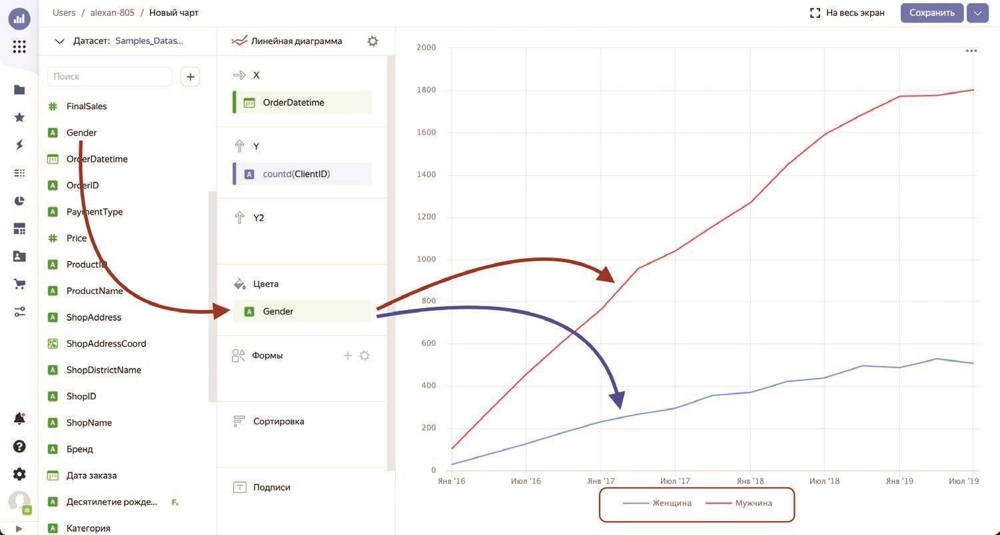 Users / alexan-805 / Новый чарт
На весь экран
Сохранить
Датасет: Samples_Datas...
Поиск
FinalSales
Gender
OrderDatetime
OrderID
PaymentType
Price
ProductID
ProductName
ShopAddress
ShopAddressCoord
ShopDistrictName
ShopID
ShopName
Бренд
Дата заказа
Десятилетие рожде...
Категория
Линейная диаграмма
X
OrderDatetime
Y
countd(ClientID)
Y2
Цвета
Gender
Формы
Сортировка
Подписи
2000
1800
1600
1400
1200
1000
800
600
400
200
0
Янв '16 Июл '16 Янв '17 Июл '17 Янв '18 Июл '18 Янв '19 Июл '19
Женщина Мужчина